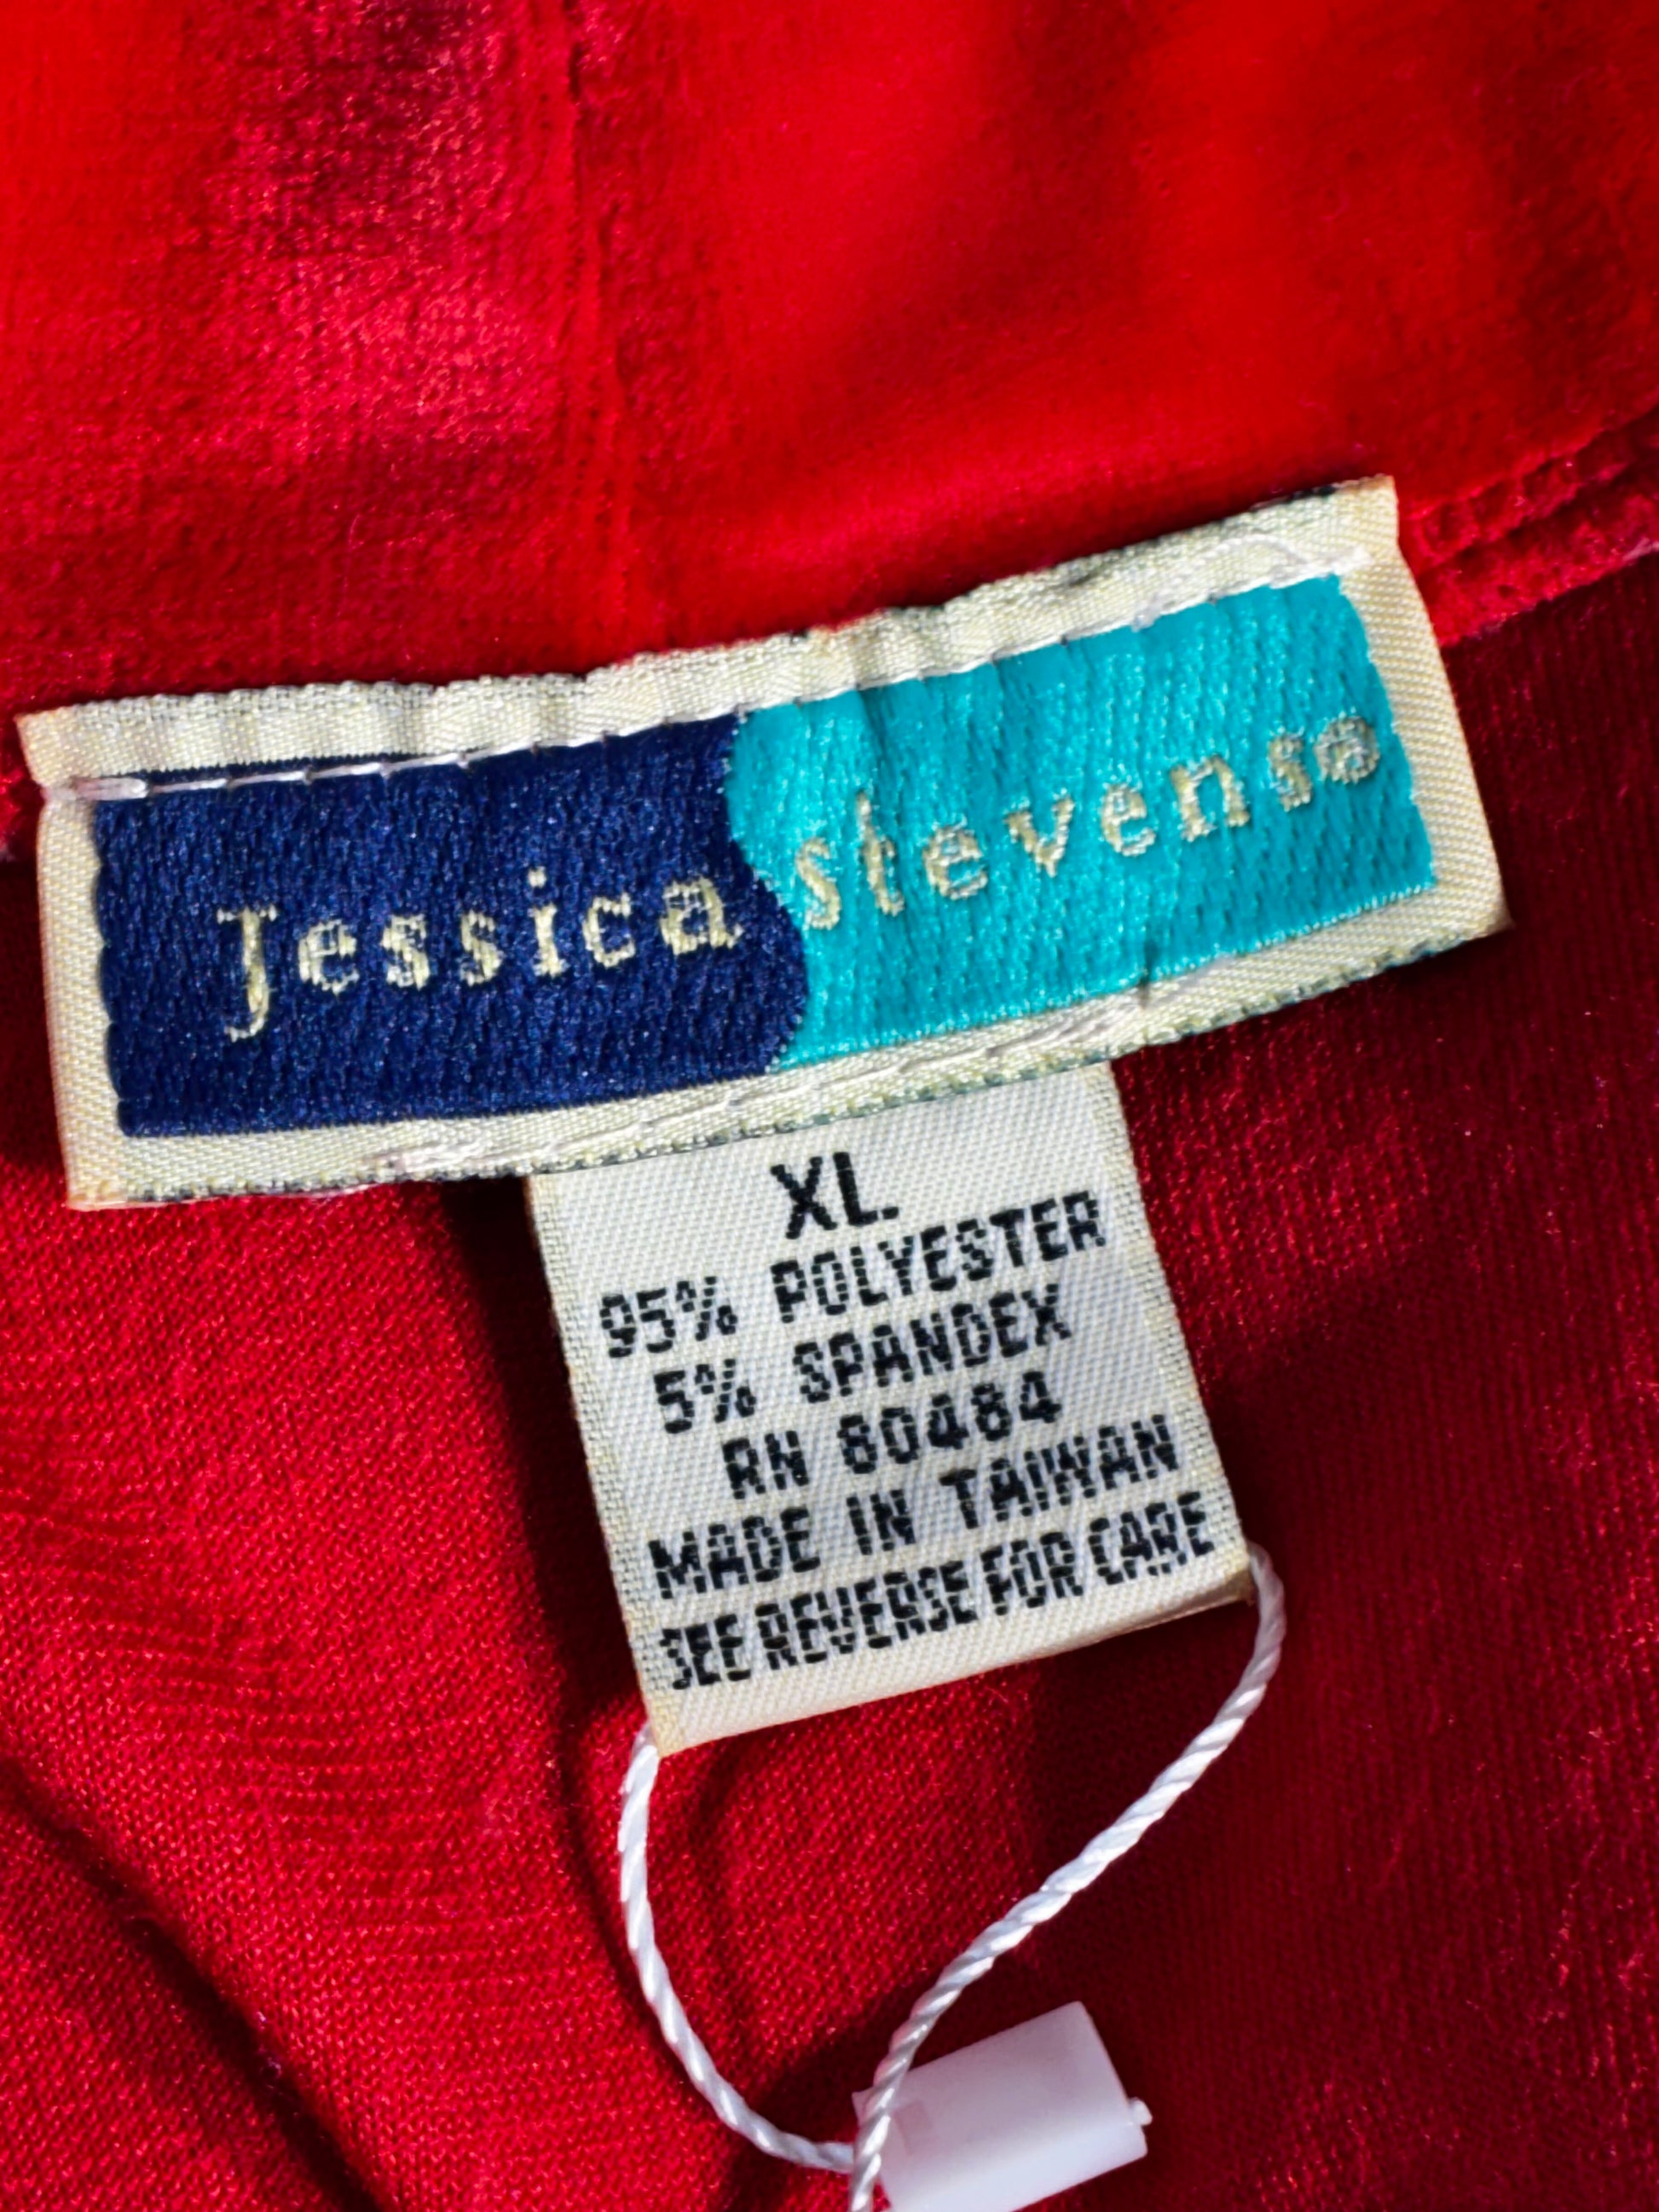 Jessica stevens®
XL
95% POLYESTER
5% SPANDEX
RN 80484
MADE IN TAIWAN
SEE REVERSE FOR CARE